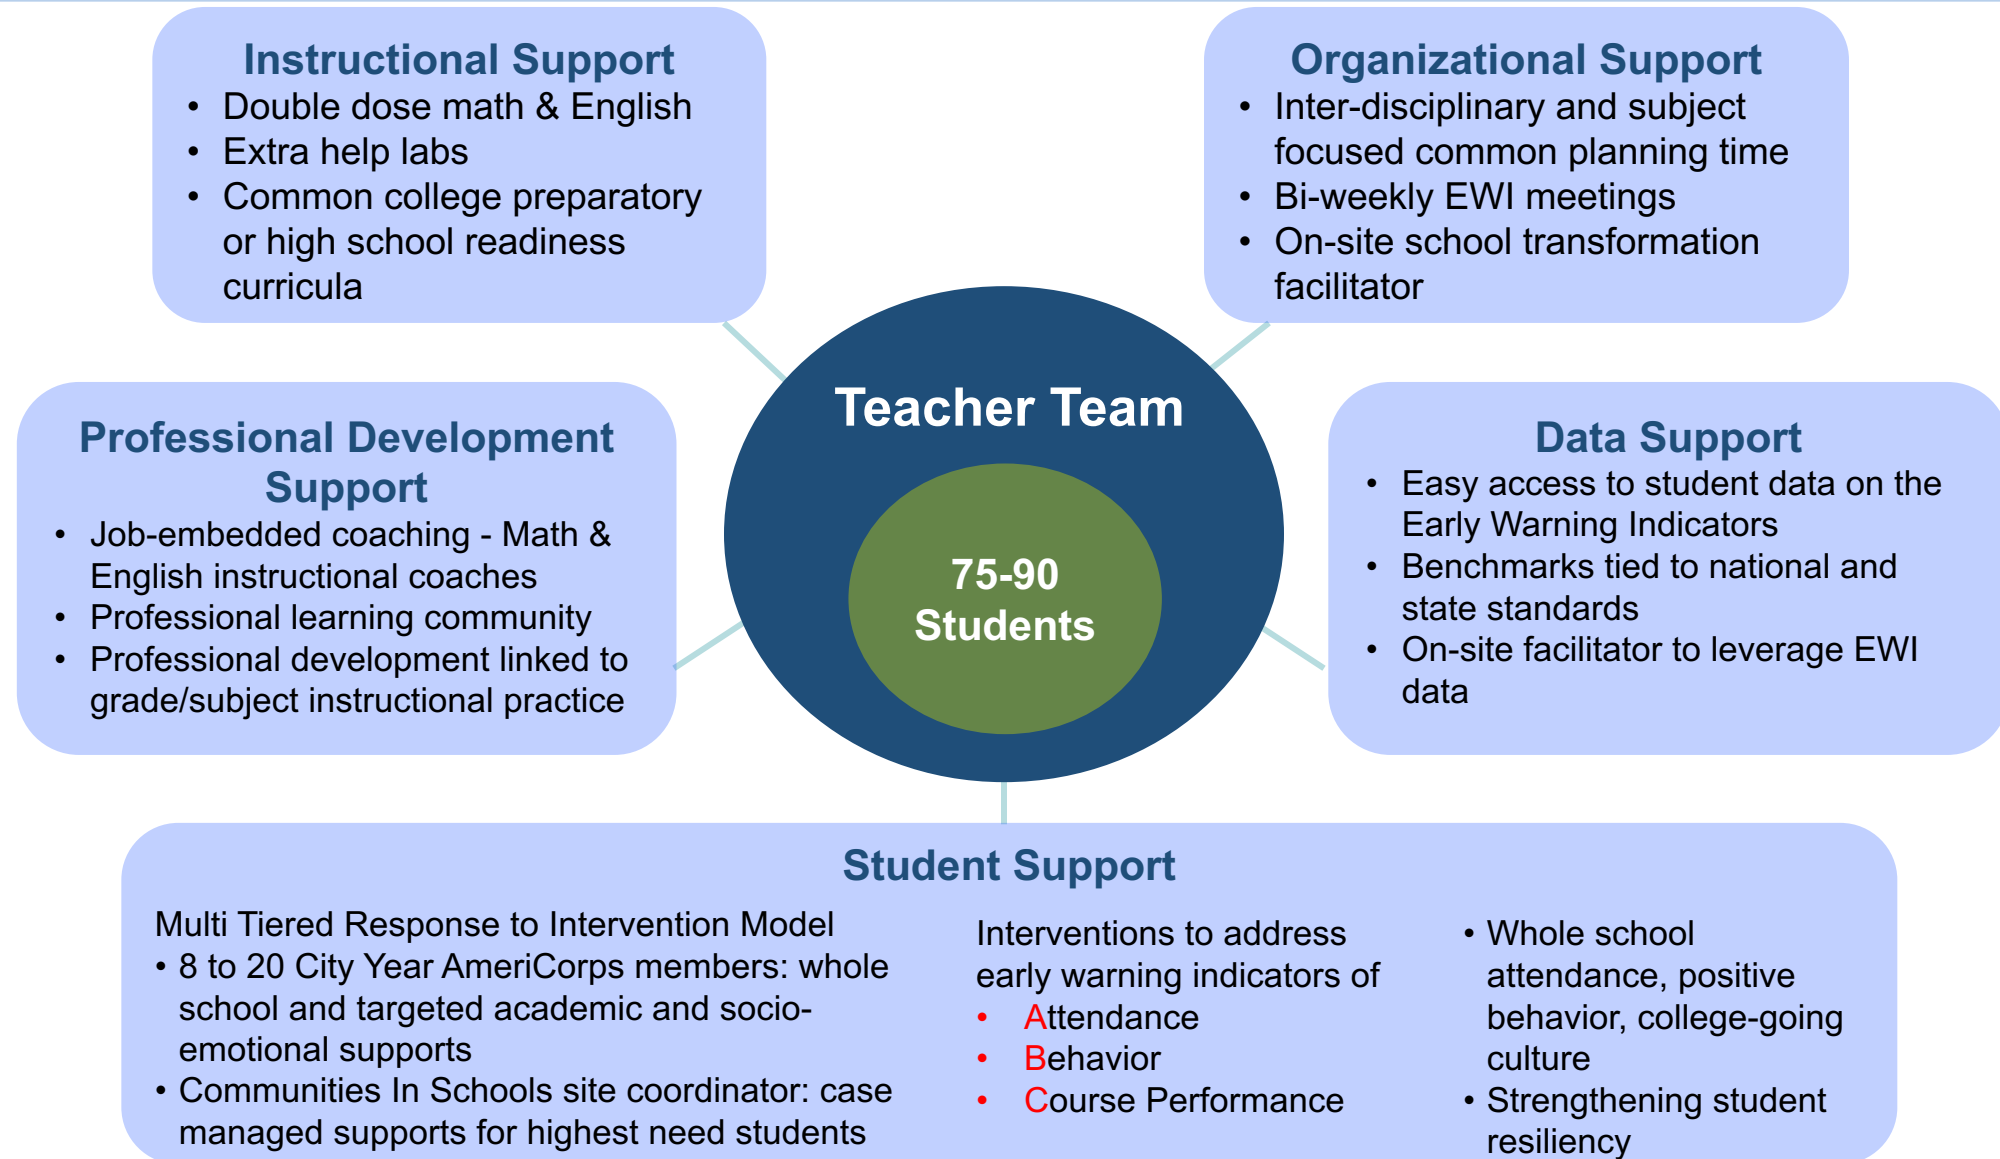 Instructional Support
• Double dose math & English
• Extra help labs
• Common college preparatory
or high school readiness
curricula
Organizational Support
• Inter-disciplinary and subject
focused common planning time
• Bi-weekly EWI meetings
• On-site school transformation
facilitator
Teacher Team
75-90
Students
Professional Development
Support
• Job-embedded coaching - Math &
English instructional coaches
• Professional learning community
• Professional development linked to
grade/subject instructional practice
Data Support
• Easy access to student data on the
Early Warning Indicators
• Benchmarks tied to national and
state standards
• On-site facilitator to leverage EWI
data
Student Support
Multi Tiered Response to Intervention Model
• 8 to 20 City Year AmeriCorps members: whole
school and targeted academic and socio-
emotional supports
• Communities In Schools site coordinator: case
managed supports for highest need students
Interventions to address
early warning indicators of
• Attendance
• Behavior
• Course Performance
• Whole school
attendance, positive
behavior, college-going
culture
• Strengthening student
resiliency